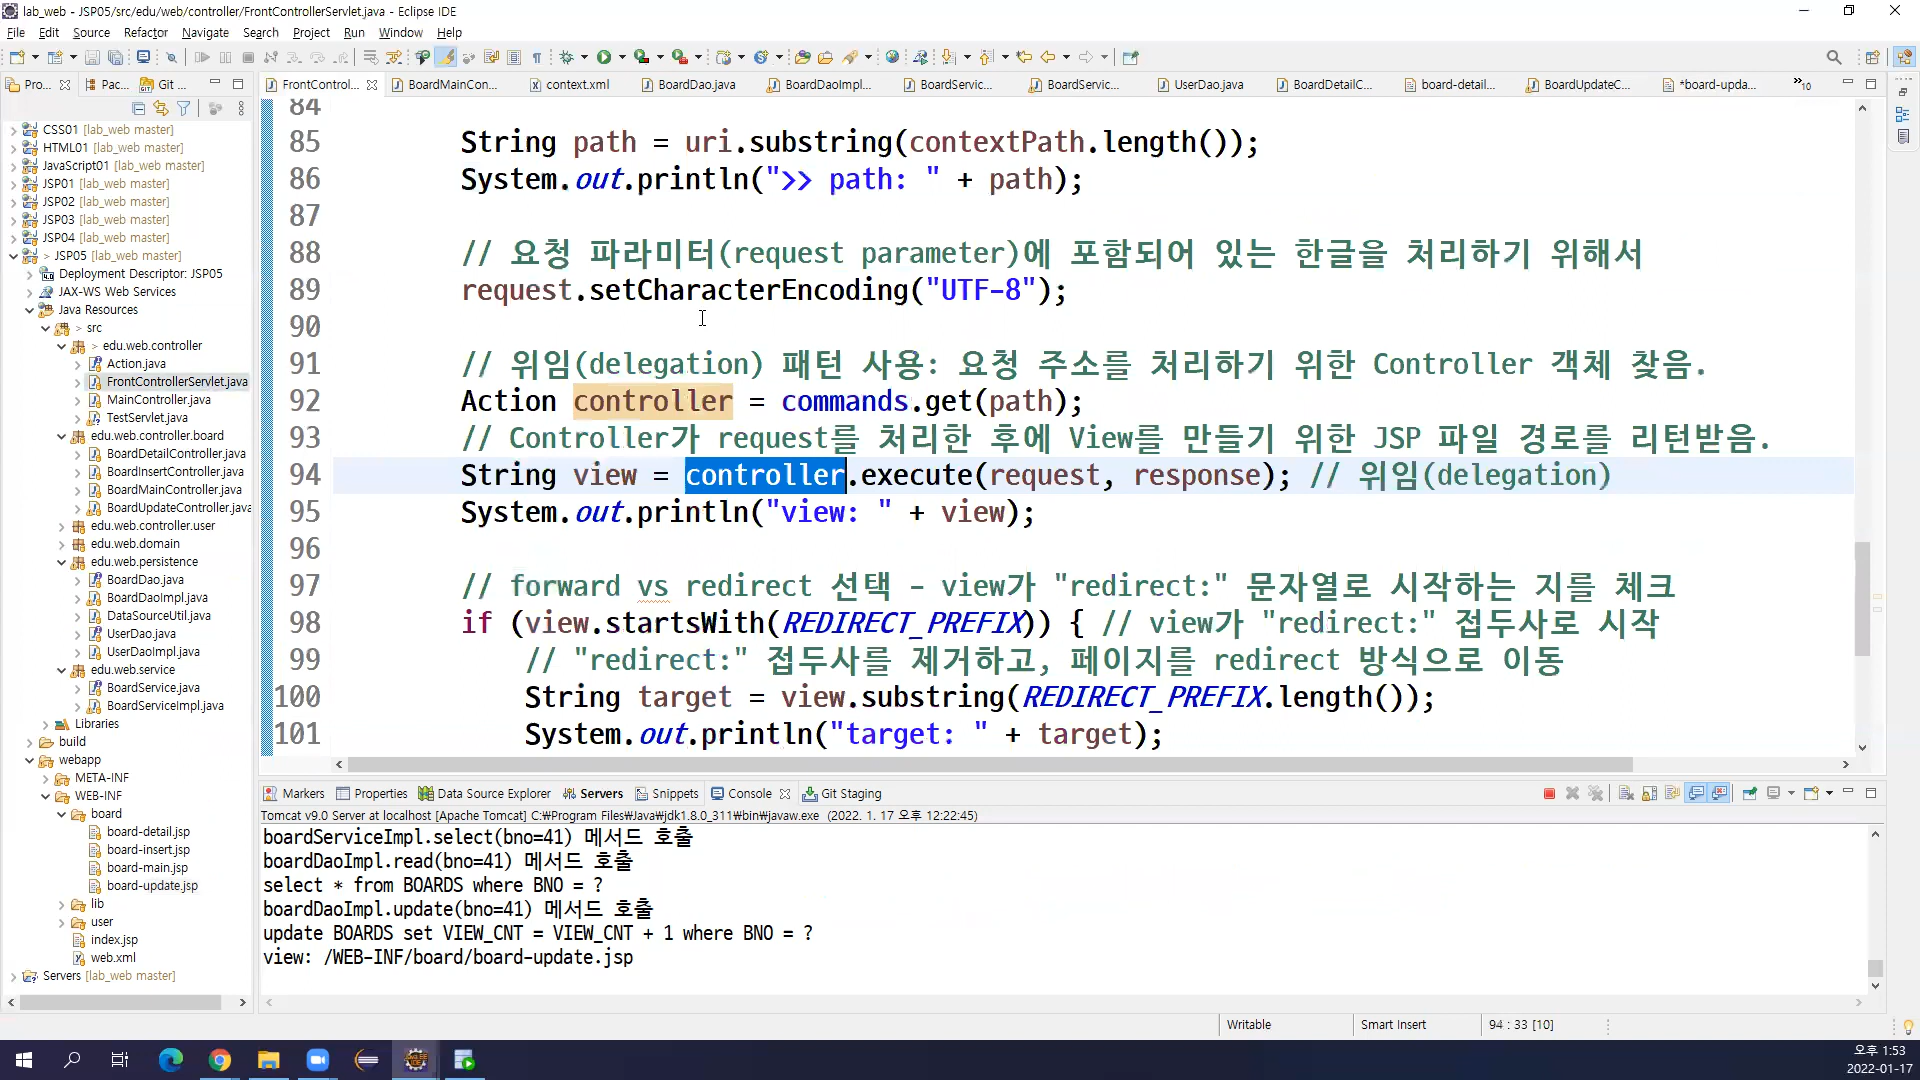 lab_web - JSP05/src/edu/web/controller/FrontControllerServlet.java - Eclipse IDE
File Edit Source Refactor Navigate Search Project Run Window Help
Pro... Pac... Git ...
FrontControl... BoardMainCon... context.xml BoardDao.java BoardDaoImpl... BoardServic... BoardServic... UserDao.java BoardDetailC... board-detail... BoardUpdateC... *board-upda... »10
CSS01 [lab_web master]
HTML01 [lab_web master]
JavaScript01 [lab_web master]
JSP01 [lab_web master]
JSP02 [lab_web master]
JSP03 [lab_web master]
JSP04 [lab_web master]
> JSP05 [lab_web master]
Deployment Descriptor: JSP05
JAX-WS Web Services
Java Resources
> src
> edu.web.controller
Action.java
FrontControllerServlet.java
MainController.java
TestServlet.java
edu.web.controller.board
BoardDetailController.java
BoardInsertController.java
BoardMainController.java
BoardUpdateController.java
edu.web.controller.user
edu.web.domain
edu.web.persistence
BoardDao.java
BoardDaoImpl.java
DataSourceUtil.java
UserDao.java
UserDaoImpl.java
edu.web.service
BoardService.java
BoardServiceImpl.java
Libraries
build
webapp
META-INF
WEB-INF
board
board-detail.jsp
board-insert.jsp
board-main.jsp
board-update.jsp
lib
user
index.jsp
web.xml
Servers [lab_web master]
84
85 String path = uri.substring(contextPath.length());
86 System.out.println(">> path: " + path);
87
88 // 요청 파라미터(request parameter)에 포함되어 있는 한글을 처리하기 위해서
89 request.setCharacterEncoding("UTF-8");
90
91 // 위임(delegation) 패턴 사용: 요청 주소를 처리하기 위한 Controller 객체 찾음.
92 Action controller = commands.get(path);
93 // Controller가 request를 처리한 후에 View를 만들기 위한 JSP 파일 경로를 리턴받음.
94 String view = controller.execute(request, response); // 위임(delegation)
95 System.out.println("view: " + view);
96
97 // forward vs redirect 선택 - view가 "redirect:" 문자열로 시작하는 지를 체크
98 if (view.startsWith(REDIRECT_PREFIX)) { // view가 "redirect:" 접두사로 시작
99 // "redirect:" 접두사를 제거하고, 페이지를 redirect 방식으로 이동
100 String target = view.substring(REDIRECT_PREFIX.length());
101 System.out.println("target: " + target);
Markers Properties Data Source Explorer Servers Snippets Console Git Staging
Tomcat v9.0 Server at localhost [Apache Tomcat] C:₩Program Files₩Java₩jdk1.8.0_311₩bin₩javaw.exe (2022. 1. 17 오후 12:22:45)
boardServiceImpl.select(bno=41) 메서드 호출
boardDaoImpl.read(bno=41) 메서드 호출
select * from BOARDS where BNO = ?
boardDaoImpl.update(bno=41) 메서드 호출
update BOARDS set VIEW_CNT = VIEW_CNT + 1 where BNO = ?
view: /WEB-INF/board/board-update.jsp
Writable Smart Insert 94 : 33 [10]
오후 1:53
2022-01-17